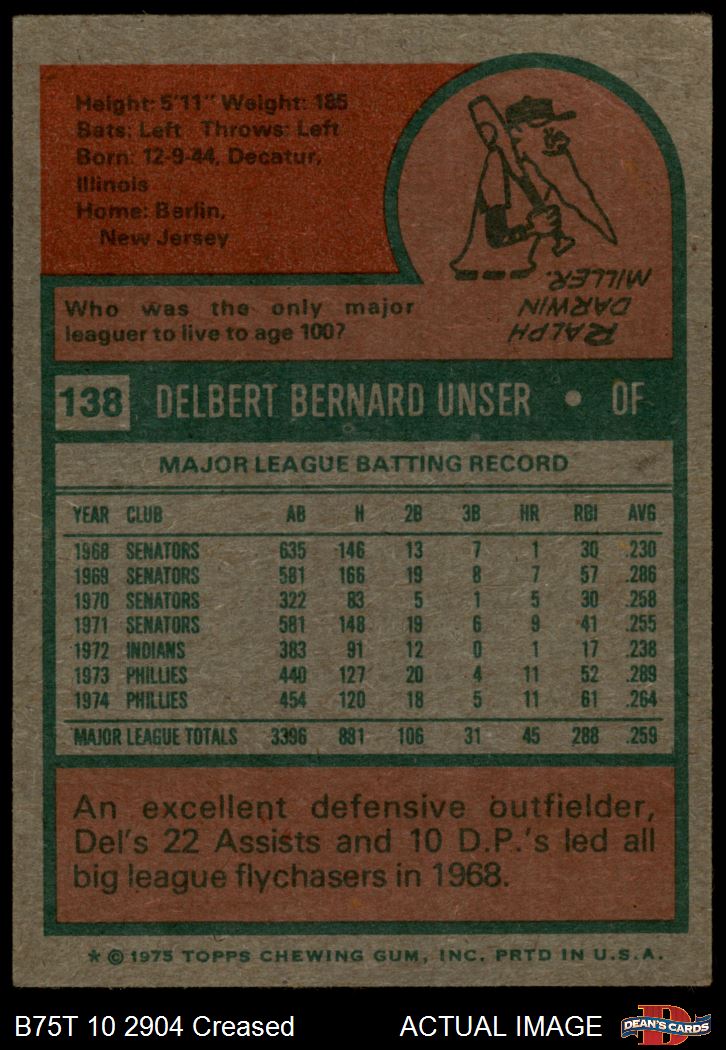 Height: 5'11" Weight: 185
Bats: Left Throws: Left
Born: 12-9-44, Decatur,
Illinois
Home: Berlin,
New Jersey
Who was the only major
leaguer to live to age 100?
RALPH
DARWIN
MILLER.
138 DELBERT BERNARD UNSER • OF
MAJOR LEAGUE BATTING RECORD
YEAR CLUB AB H 2B 3B HR RBI AVG
1968 SENATORS 635 146 13 7 1 30 .230
1969 SENATORS 581 166 19 8 7 57 .286
1970 SENATORS 322 83 5 1 5 30 .258
1971 SENATORS 581 148 19 6 9 41 .255
1972 INDIANS 383 91 12 0 1 17 .238
1973 PHILLIES 440 127 20 4 11 52 .289
1974 PHILLIES 454 120 18 5 11 61 .264
MAJOR LEAGUE TOTALS 3396 881 106 31 45 288 .259
An excellent defensive outfielder,
Del's 22 Assists and 10 D.P.'s led all
big league flychasers in 1968.
* © 1975 TOPPS CHEWING GUM, INC. PRTD IN U.S.A.
B75T 10 2904 Creased ACTUAL IMAGE
D
DEAN'S CARDS